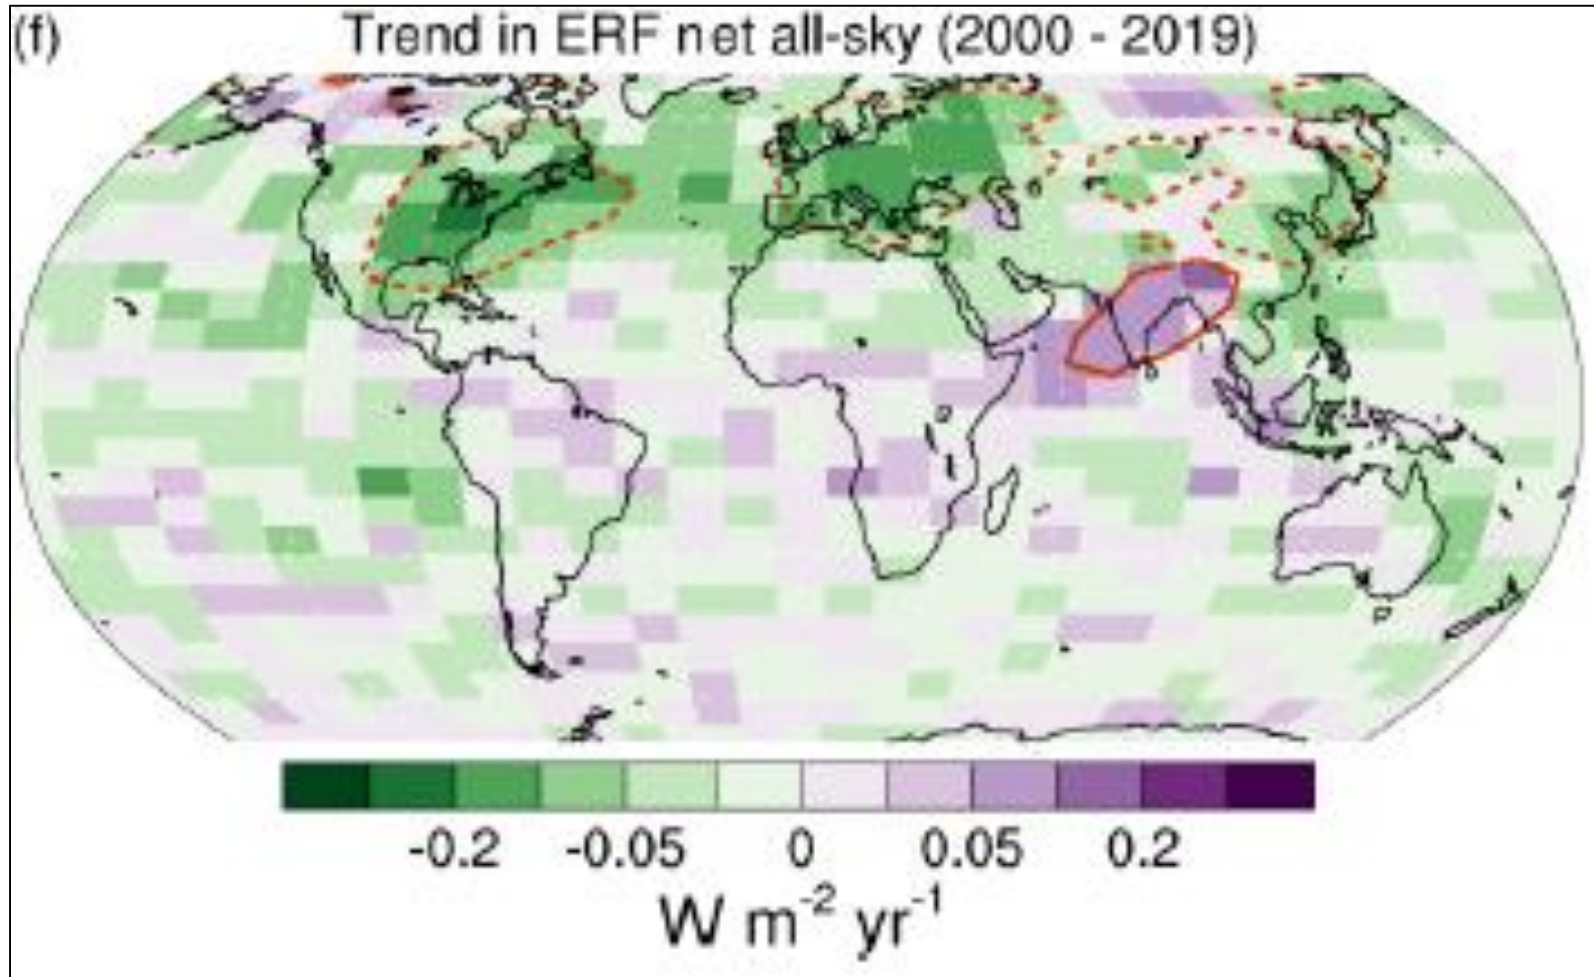 (f) Trend in ERF net all-sky (2000 - 2019)
-0.2 -0.05 0 0.05 0.2
W m⁻² yr⁻¹